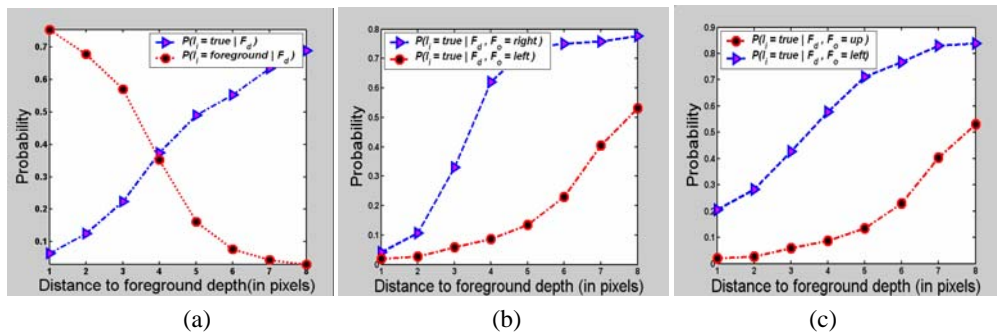 0.7
0.6
0.5
0.4
0.3
0.2
0.1
Probability
P(l_i = true | F_d)
P(l_i = foreground | F_d)
1 2 3 4 5 6 7 8
Distance to foreground depth(in pixels)
(a)
0.8
0.7
0.6
0.5
0.4
0.3
0.2
0.1
0
Probability
P(l_i = true | F_d , F_o = right )
P(l_i = true | F_d , F_o = left )
1 2 3 4 5 6 7 8
Distance to foreground depth (in pixels)
(b)
0.9
0.8
0.7
0.6
0.5
0.4
0.3
0.2
0.1
0
Probability
P(l_i = true | F_d , F_o = up )
P(l_i = true | F_d , F_o = left)
1 2 3 4 5 6 7 8
Distance to foreground depth (in pixels)
(c)